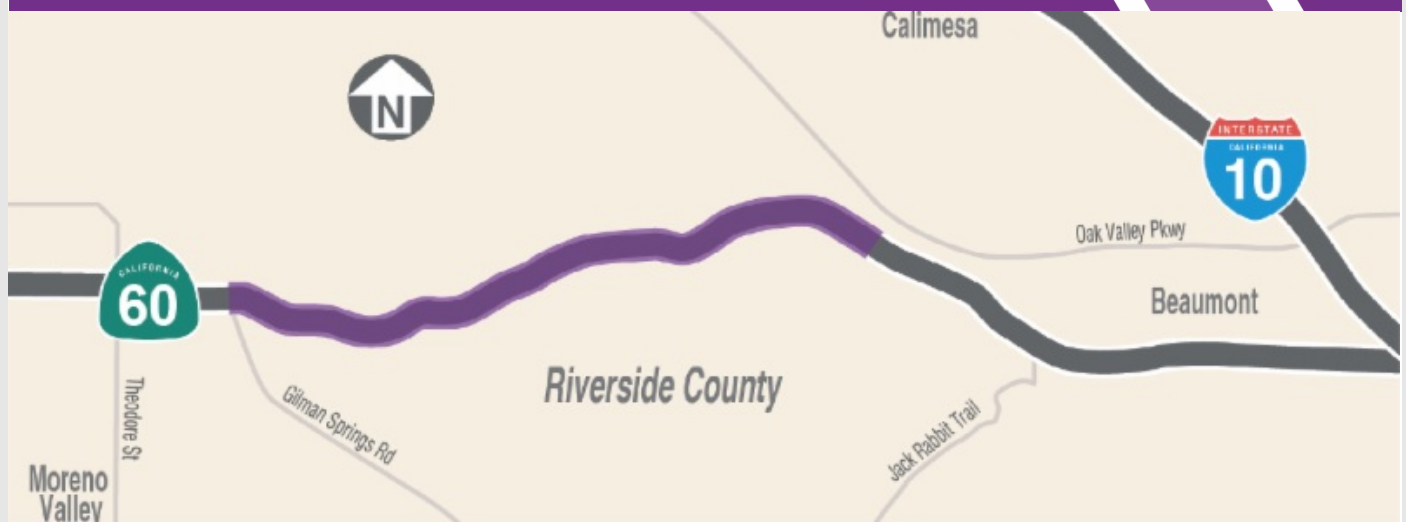 Calimesa
N
INTERSTATE
CALIFORNIA
10
Oak Valley Pkwy
CALIFORNIA
60
Beaumont
Riverside County
Theodore St
Gilman Springs Rd
Jack Rabbit Trail
Moreno
Valley